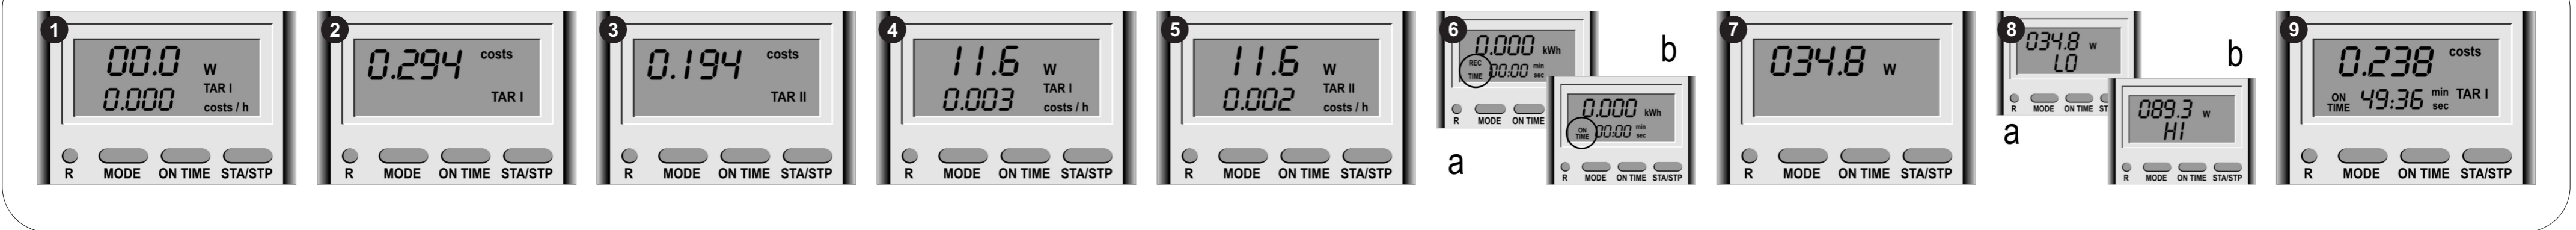 1
00.0 W
TAR I
0.000 costs / h
R MODE ON TIME STA/STP
2
0.294 costs
TAR I
R MODE ON TIME STA/STP
3
0.194 costs
TAR II
R MODE ON TIME STA/STP
4
11.6 W
TAR I
0.003 costs / h
R MODE ON TIME STA/STP
5
11.6 W
TAR II
0.002 costs / h
R MODE ON TIME STA/STP
6
0.000 kWh
REC TIME 00:00 min sec
R MODE ON TIME
a
b
0.000 kWh
ON TIME 00:00 min sec
R MODE ON TIME STA/STP
7
034.8 W
R MODE ON TIME STA/STP
8
034.8 W
LO
R MODE ON TIME ST
a
b
089.3 W
HI
R MODE ON TIME STA/STP
9
0.238 costs
ON TIME 49:36 min sec TAR I
R MODE ON TIME STA/STP